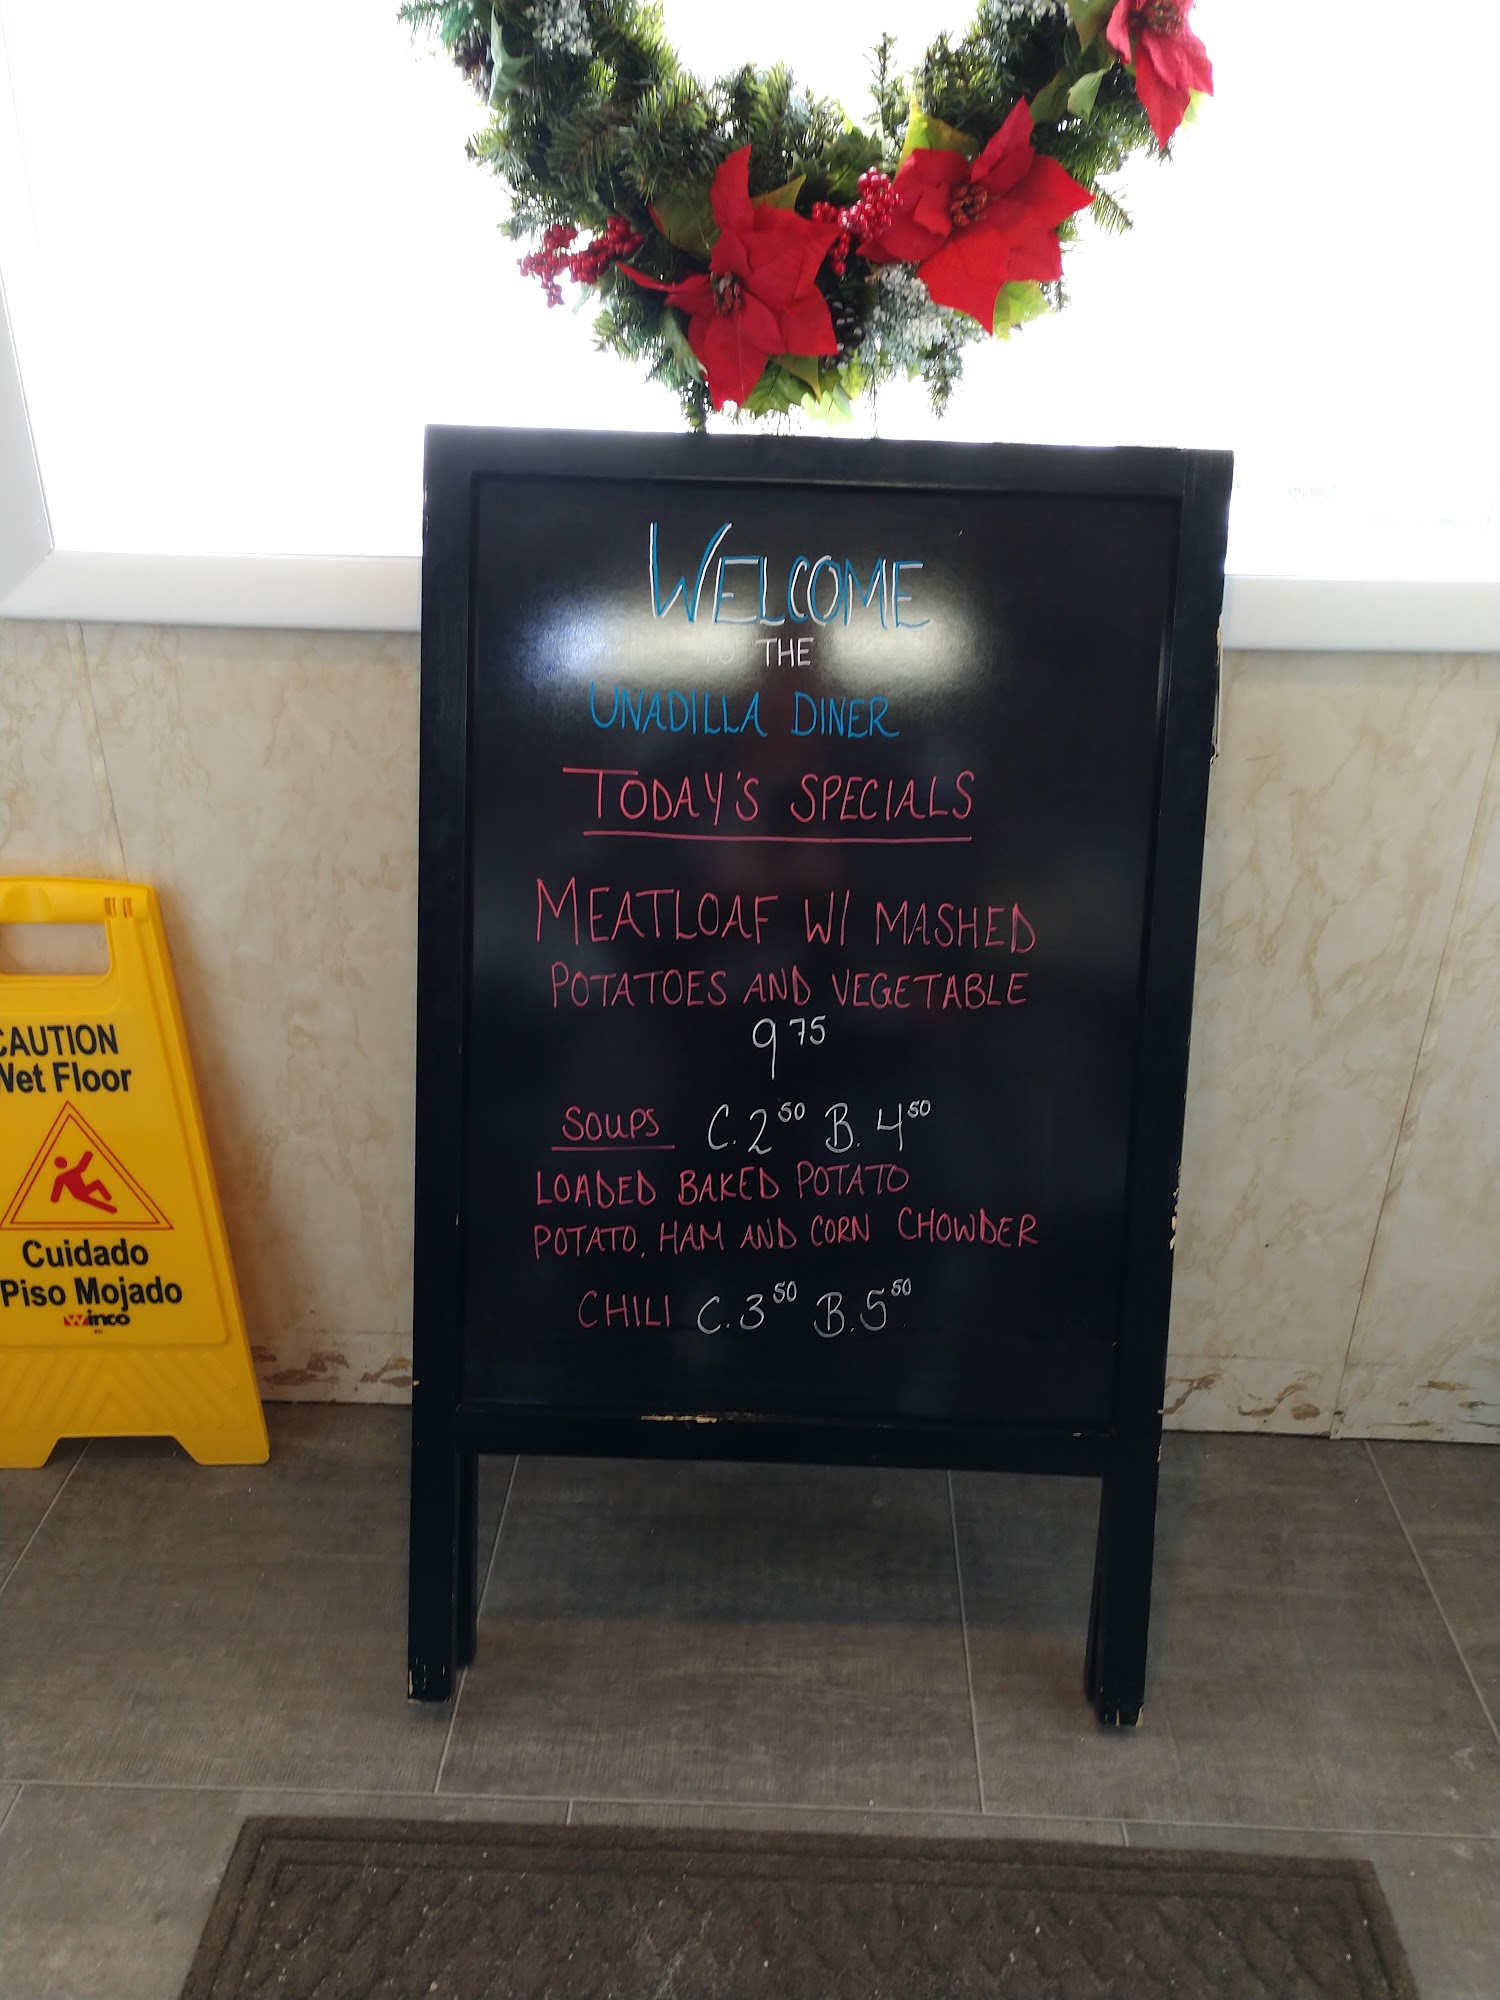 WELCOME
TO THE
UNADILLA DINER
TODAY'S SPECIALS
MEATLOAF W/ MASHED
POTATOES AND VEGETABLE
9 75
SOUPS C. 2 50 B. 4 50
LOADED BAKED POTATO
POTATO, HAM AND CORN CHOWDER
CHILI C. 3 50 B. 5 50
CAUTION
Wet Floor
Cuidado
Piso Mojado
Winco